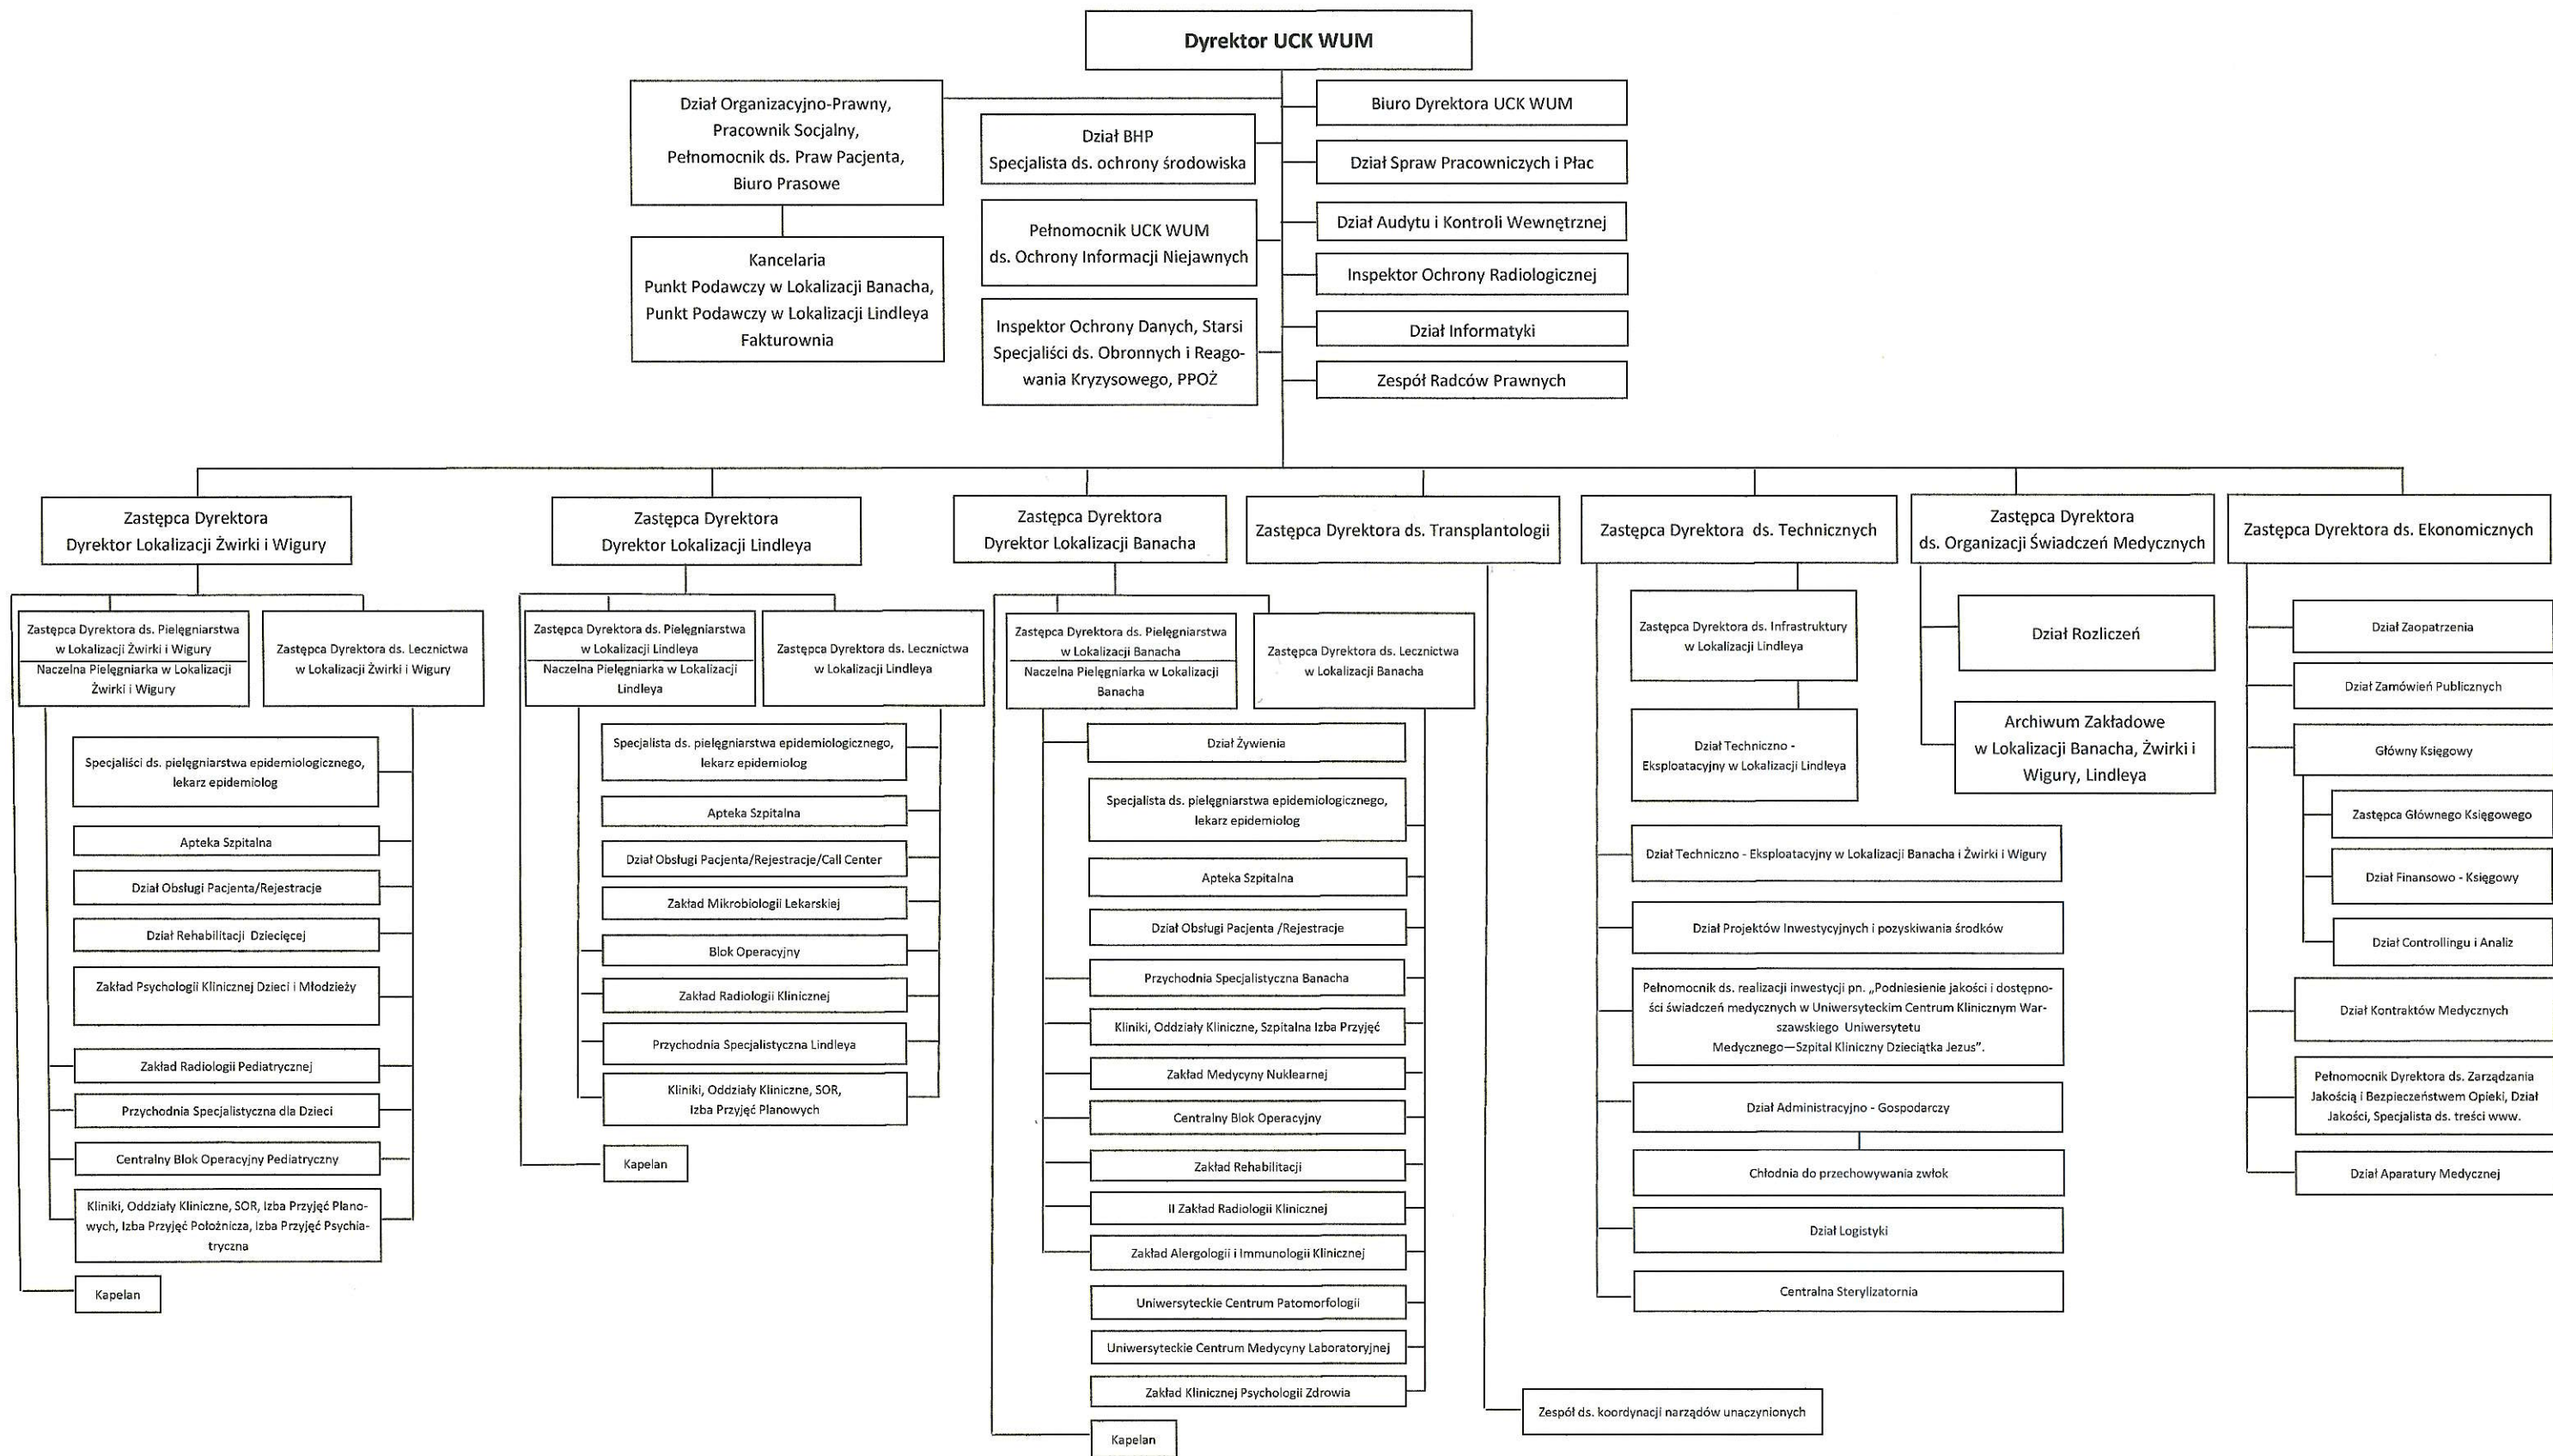 Dyrektor UCK WUM
Dział Organizacyjno-Prawny,
Pracownik Socjalny,
Pełnomocnik ds. Praw Pacjenta,
Biuro Prasowe
Kancelaria
Punkt Podawczy w Lokalizacji Banacha,
Punkt Podawczy w Lokalizacji Lindleya
Fakturownia
Dział BHP
Specjalista ds. ochrony środowiska
Pełnomocnik UCK WUM
ds. Ochrony Informacji Niejawnych
Inspektor Ochrony Danych, Starsi
Specjaliści ds. Obronnych i Reago-
wania Kryzysowego, PPOŻ
Biuro Dyrektora UCK WUM
Dział Spraw Pracowniczych i Płac
Dział Audytu i Kontroli Wewnętrznej
Inspektor Ochrony Radiologicznej
Dział Informatyki
Zespół Radców Prawnych
Zastępca Dyrektora
Dyrektor Lokalizacji Żwirki i Wigury
Zastępca Dyrektora ds. Pielęgniarstwa
w Lokalizacji Żwirki i Wigury
Naczelna Pielęgniarka w Lokalizacji
Żwirki i Wigury
Zastępca Dyrektora ds. Lecznictwa
w Lokalizacji Żwirki i Wigury
Specjaliści ds. pielęgniarstwa epidemiologicznego,
lekarz epidemiolog
Apteka Szpitalna
Dział Obsługi Pacjenta/Rejestracje
Dział Rehabilitacji Dziecięcej
Zakład Psychologii Klinicznej Dzieci i Młodzieży
Zakład Radiologii Pediatrycznej
Przychodnia Specjalistyczna dla Dzieci
Centralny Blok Operacyjny Pediatryczny
Kliniki, Oddziały Kliniczne, SOR, Izba Przyjęć Plano-
wych, Izba Przyjęć Położnicza, Izba Przyjęć Psychia-
tryczna
Kapelan
Zastępca Dyrektora
Dyrektor Lokalizacji Lindleya
Zastępca Dyrektora ds. Pielęgniarstwa
w Lokalizacji Lindleya
Naczelna Pielęgniarka w Lokalizacji
Lindleya
Zastępca Dyrektora ds. Lecznictwa
w Lokalizacji Lindleya
Specjalista ds. pielęgniarstwa epidemiologicznego,
lekarz epidemiolog
Apteka Szpitalna
Dział Obsługi Pacjenta/Rejestracje/Call Center
Zakład Mikrobiologii Lekarskiej
Blok Operacyjny
Zakład Radiologii Klinicznej
Przychodnia Specjalistyczna Lindleya
Kliniki, Oddziały Kliniczne, SOR,
Izba Przyjęć Planowych
Kapelan
Zastępca Dyrektora
Dyrektor Lokalizacji Banacha
Zastępca Dyrektora ds. Pielęgniarstwa
w Lokalizacji Banacha
Naczelna Pielęgniarka w Lokalizacji
Banacha
Zastępca Dyrektora ds. Lecznictwa
w Lokalizacji Banacha
Dział Żywienia
Specjalista ds. pielęgniarstwa epidemiologicznego,
lekarz epidemiolog
Apteka Szpitalna
Dział Obsługi Pacjenta /Rejestracje
Przychodnia Specjalistyczna Banacha
Kliniki, Oddziały Kliniczne, Szpitalna Izba Przyjęć
Zakład Medycyny Nuklearnej
Centralny Blok Operacyjny
Zakład Rehabilitacji
II Zakład Radiologii Klinicznej
Zakład Alergologii i Immunologii Klinicznej
Uniwersyteckie Centrum Patomorfologii
Uniwersyteckie Centrum Medycyny Laboratoryjnej
Zakład Klinicznej Psychologii Zdrowia
Kapelan
Zastępca Dyrektora ds. Transplantologii
Zespół ds. koordynacji narządów unaczynionych
Zastępca Dyrektora ds. Technicznych
Zastępca Dyrektora ds. Infrastruktury
w Lokalizacji Lindleya
Dział Techniczno -
Eksploatacyjny w Lokalizacji Lindleya
Dział Techniczno - Eksploatacyjny w Lokalizacji Banacha i Żwirki i Wigury
Dział Projektów Inwestycyjnych i pozyskiwania środków
Pełnomocnik ds. realizacji inwestycji pn. „Podniesienie jakości i dostępno-
ści świadczeń medycznych w Uniwersyteckim Centrum Klinicznym War-
szawskiego Uniwersytetu
Medycznego—Szpital Kliniczny Dzieciątka Jezus”.
Dział Administracyjno - Gospodarczy
Chłodnia do przechowywania zwłok
Dział Logistyki
Centralna Sterylizatornia
Zastępca Dyrektora
ds. Organizacji Świadczeń Medycznych
Dział Rozliczeń
Archiwum Zakładowe
w Lokalizacji Banacha, Żwirki i
Wigury, Lindleya
Zastępca Dyrektora ds. Ekonomicznych
Dział Zaopatrzenia
Dział Zamówień Publicznych
Główny Księgowy
Zastępca Głównego Księgowego
Dział Finansowo - Księgowy
Dział Controllingu i Analiz
Dział Kontraktów Medycznych
Pełnomocnik Dyrektora ds. Zarządzania
Jakością i Bezpieczeństwem Opieki, Dział
Jakości, Specjalista ds. treści www.
Dział Aparatury Medycznej